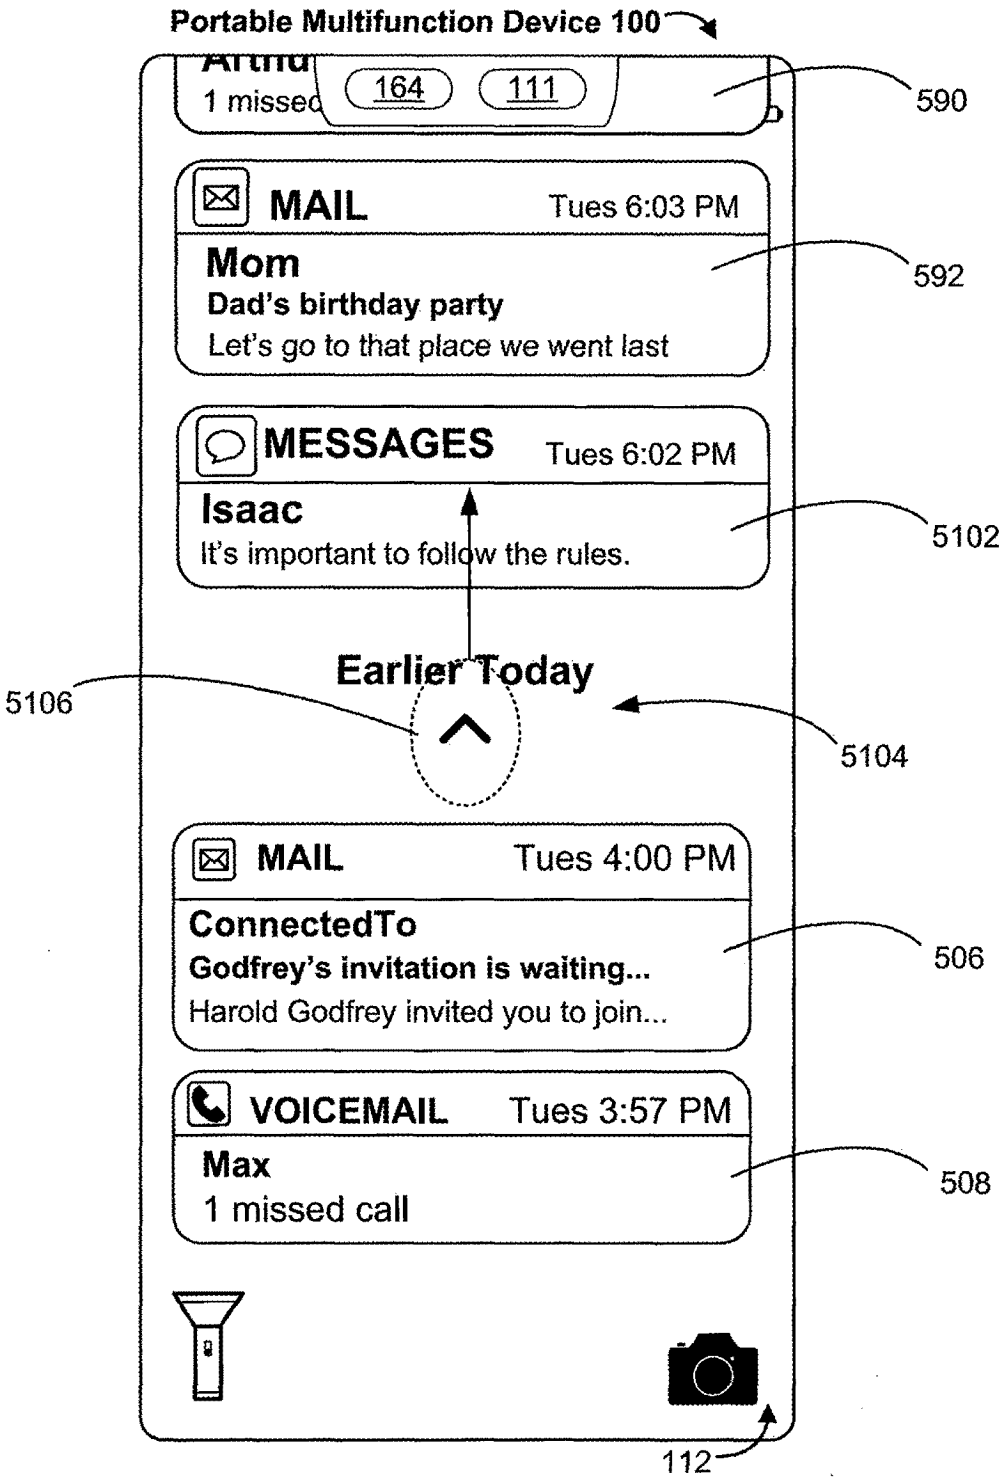 Portable Multifunction Device 100
Arthu
1 missed
164
111
590
MAIL
Tues 6:03 PM
Mom
Dad's birthday party
Let's go to that place we went last
592
MESSAGES
Tues 6:02 PM
Isaac
It's important to follow the rules.
5102
Earlier Today
5106
5104
MAIL
Tues 4:00 PM
ConnectedTo
Godfrey's invitation is waiting...
Harold Godfrey invited you to join...
506
VOICEMAIL
Tues 3:57 PM
Max
1 missed call
508
112